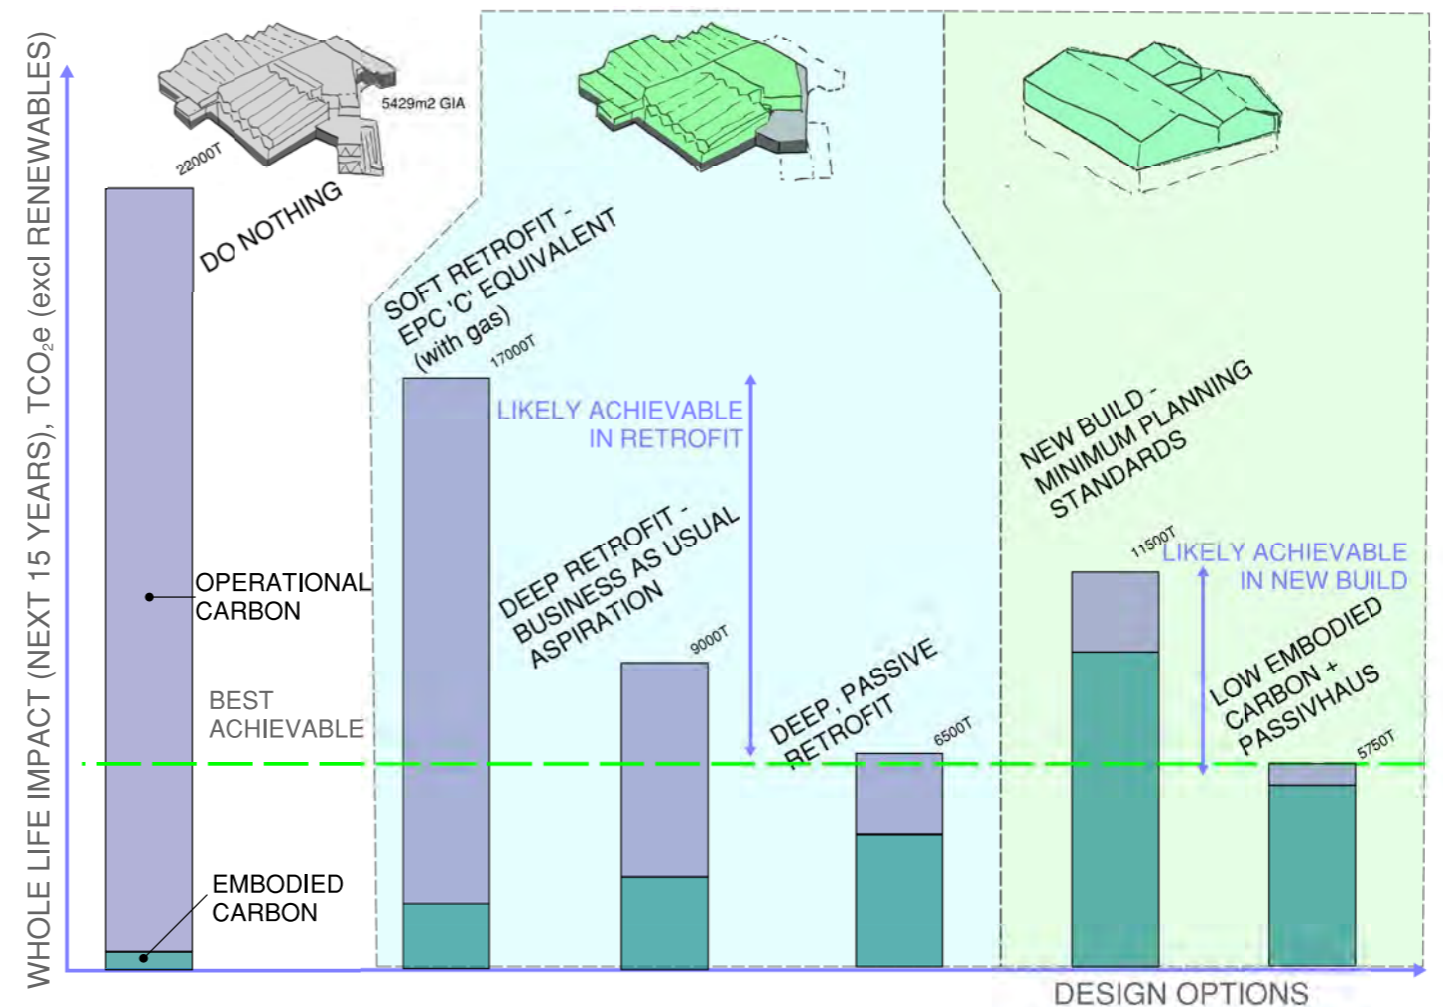 WHOLE LIFE IMPACT (NEXT 15 YEARS), TCO₂e (excl RENEWABLES)
5429m2 GIA
22000T
DO NOTHING
OPERATIONAL
CARBON
BEST
ACHIEVABLE
EMBODIED
CARBON
SOFT RETROFIT -
EPC 'C' EQUIVALENT
(with gas)
17000T
LIKELY ACHIEVABLE
IN RETROFIT
DEEP RETROFIT -
BUSINESS AS USUAL
ASPIRATION
9000T
DEEP, PASSIVE
RETROFIT
6500T
NEW BUILD -
MINIMUM PLANNING
STANDARDS
11500T
LIKELY ACHIEVABLE
IN NEW BUILD
LOW EMBODIED
CARBON +
PASSIVHAUS
5750T
DESIGN OPTIONS